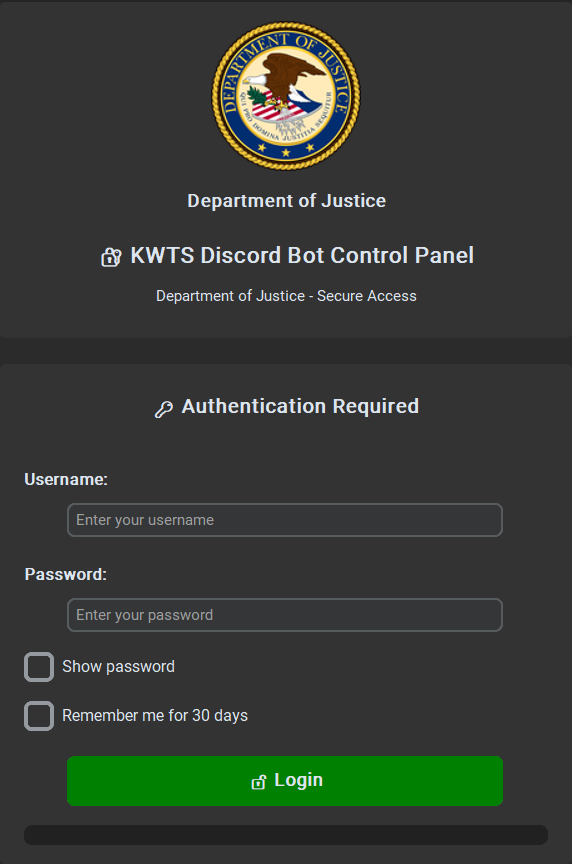 DEPARTMENT OF JUSTICE
QUI PRO DOMINA JUSTITIA SEQUITUR
Department of Justice
KWTS Discord Bot Control Panel
Department of Justice - Secure Access
Authentication Required
Username:
Enter your username
Password:
Enter your password
Show password
Remember me for 30 days
Login